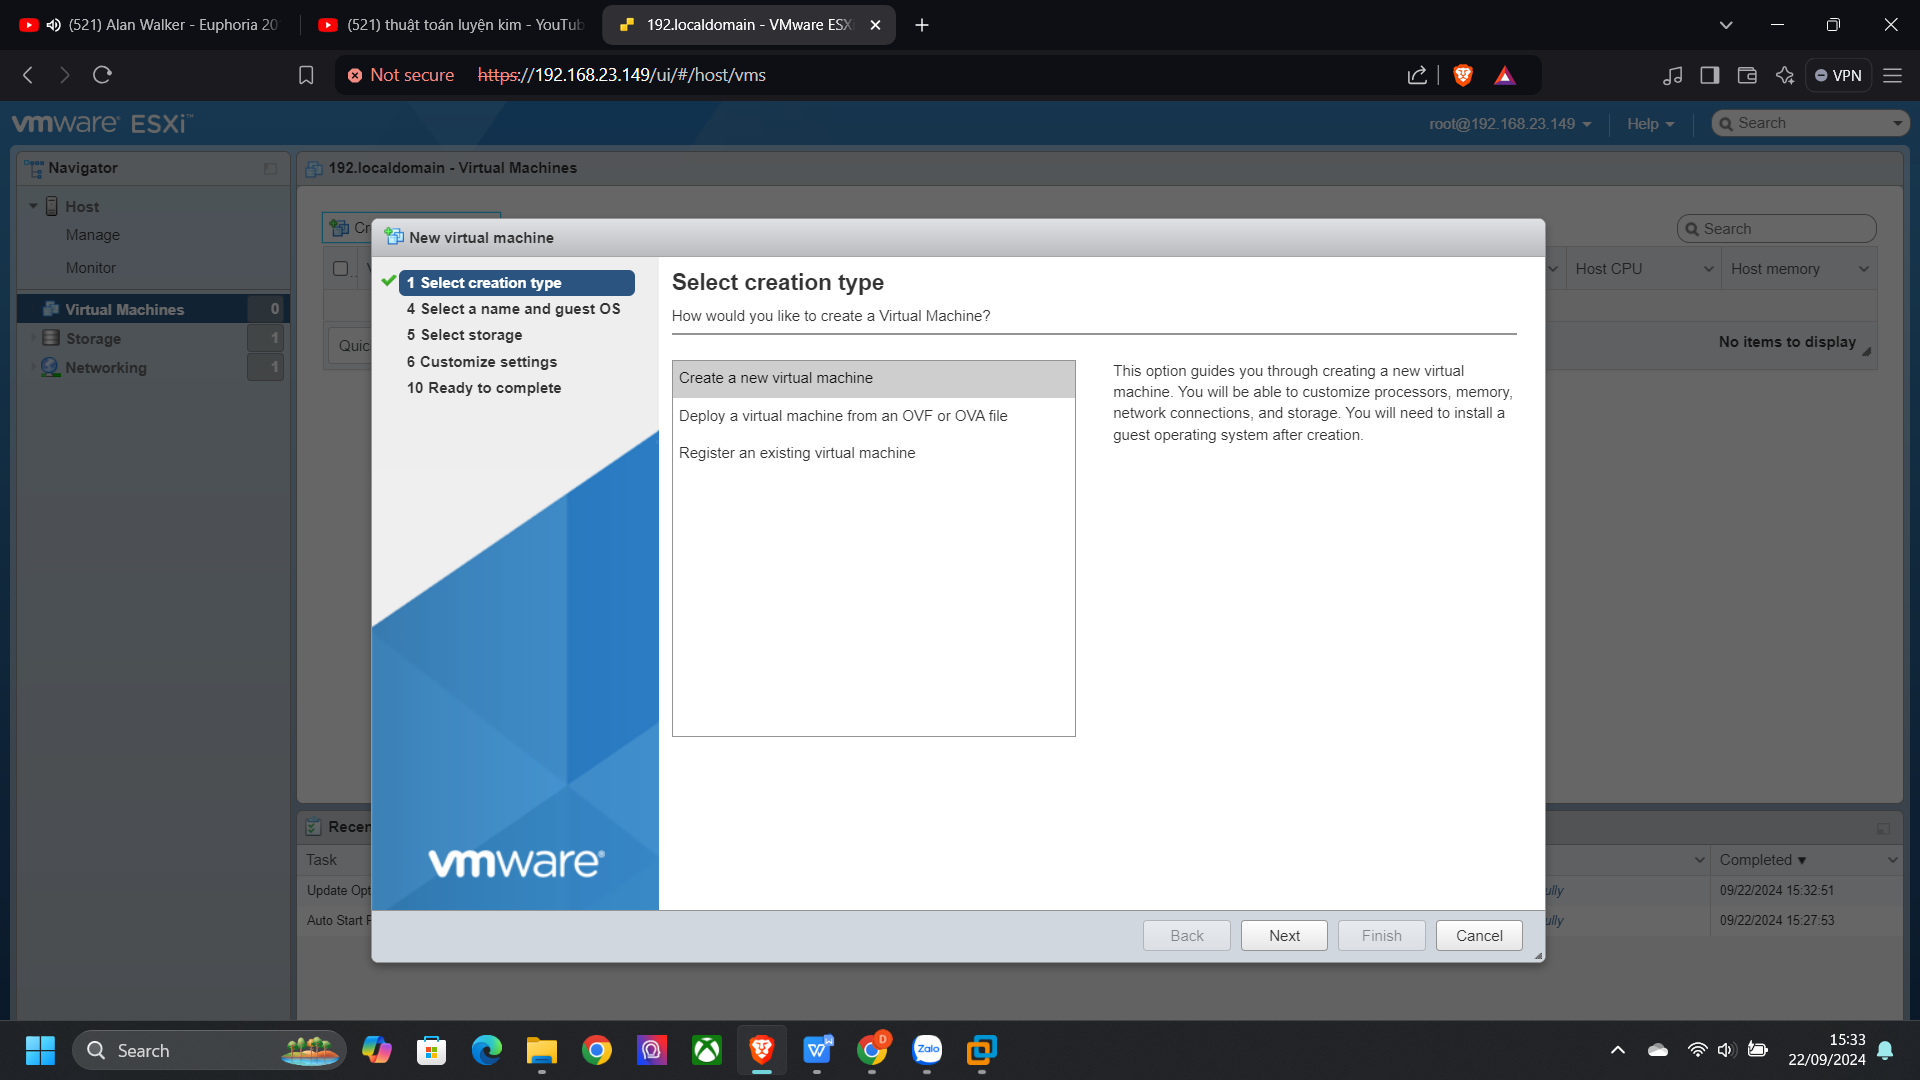 (521) Alan Walker - Euphoria 20
(521) thuật toán luyện kim - YouTub
192.localdomain - VMware ESX
Not secure https://192.168.23.149/ui/#/host/vms
VPN
vmware ESXi™
root@192.168.23.149
Help
Search
Navigator
Host
Manage
Monitor
Virtual Machines 0
Storage 1
Networking 1
192.localdomain - Virtual Machines
Search
Host CPU
Host memory
Quic
No items to display
New virtual machine
1 Select creation type
4 Select a name and guest OS
5 Select storage
6 Customize settings
10 Ready to complete
vmware®
Select creation type
How would you like to create a Virtual Machine?
Create a new virtual machine
Deploy a virtual machine from an OVF or OVA file
Register an existing virtual machine
This option guides you through creating a new virtual
machine. You will be able to customize processors, memory,
network connections, and storage. You will need to install a
guest operating system after creation.
Back
Next
Finish
Cancel
Recen
Task
Completed ▼
Update Opt
ully
09/22/2024 15:32:51
Auto Start P
ully
09/22/2024 15:27:53
Search
W
D
Zalo
15:33
22/09/2024